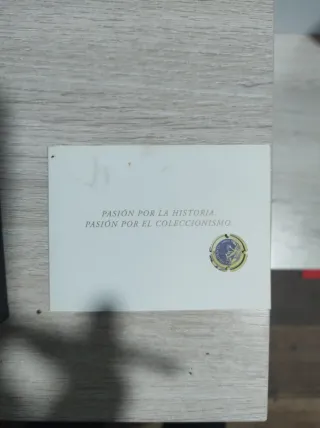 PASIÓN POR LA HISTORIA.
PASIÓN POR EL COLECCIONISMO.